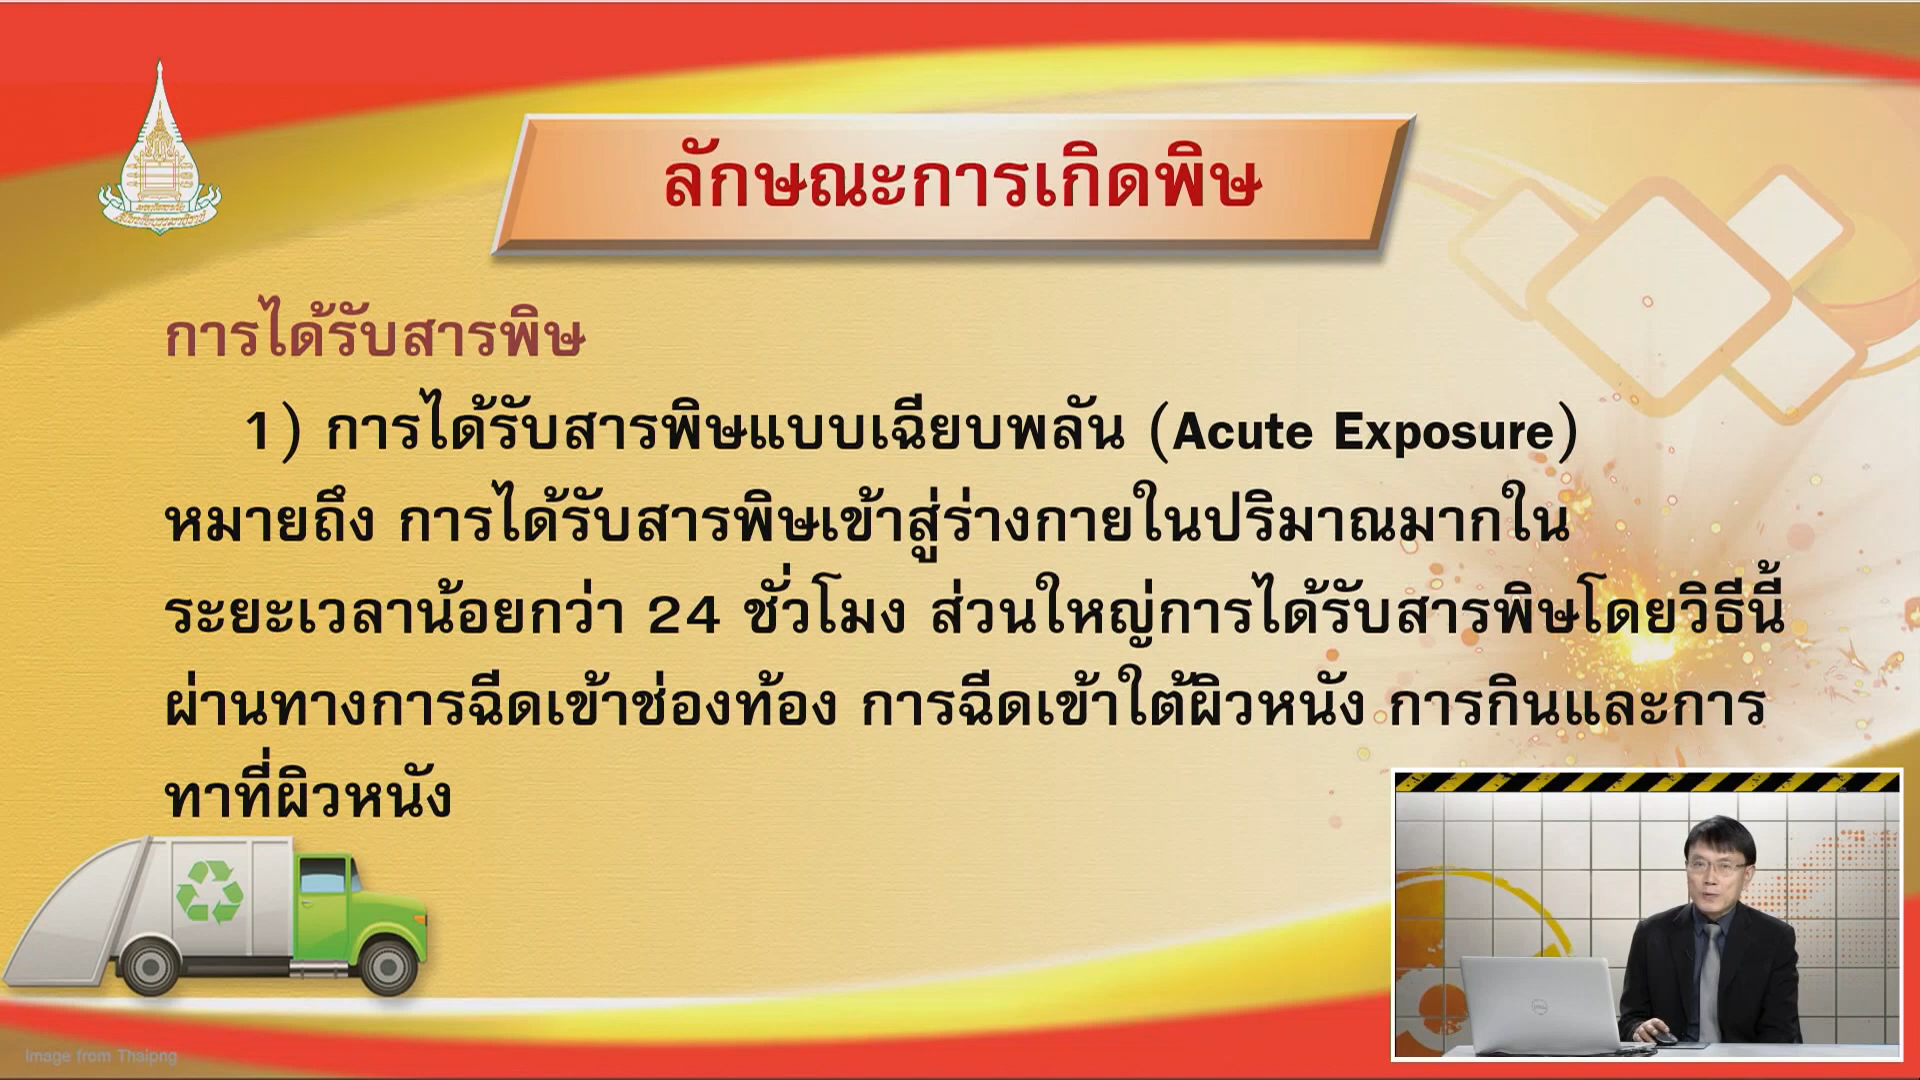 ลักษณะการเกิดพิษ
การได้รับสารพิษ
1) การได้รับสารพิษแบบเฉียบพลัน (Acute Exposure)
หมายถึง การได้รับสารพิษเข้าสู่ร่างกายในปริมาณมากใน
ระยะเวลาน้อยกว่า 24 ชั่วโมง ส่วนใหญ่การได้รับสารพิษโดยวิธีนี้
ผ่านทางการฉีดเข้าช่องท้อง การฉีดเข้าใต้ผิวหนัง การกินและการ
ทาที่ผิวหนัง
Image from Thaipng